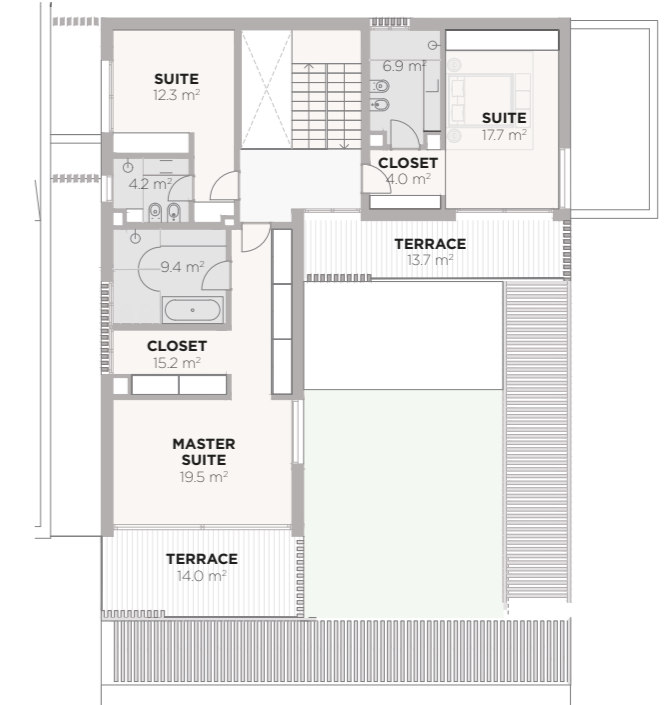 SUITE
12.3 m²
6.9 m²
SUITE
17.7 m²
CLOSET
4.0 m²
4.2 m²
TERRACE
13.7 m²
9.4 m²
CLOSET
15.2 m²
MASTER
SUITE
19.5 m²
TERRACE
14.0 m²